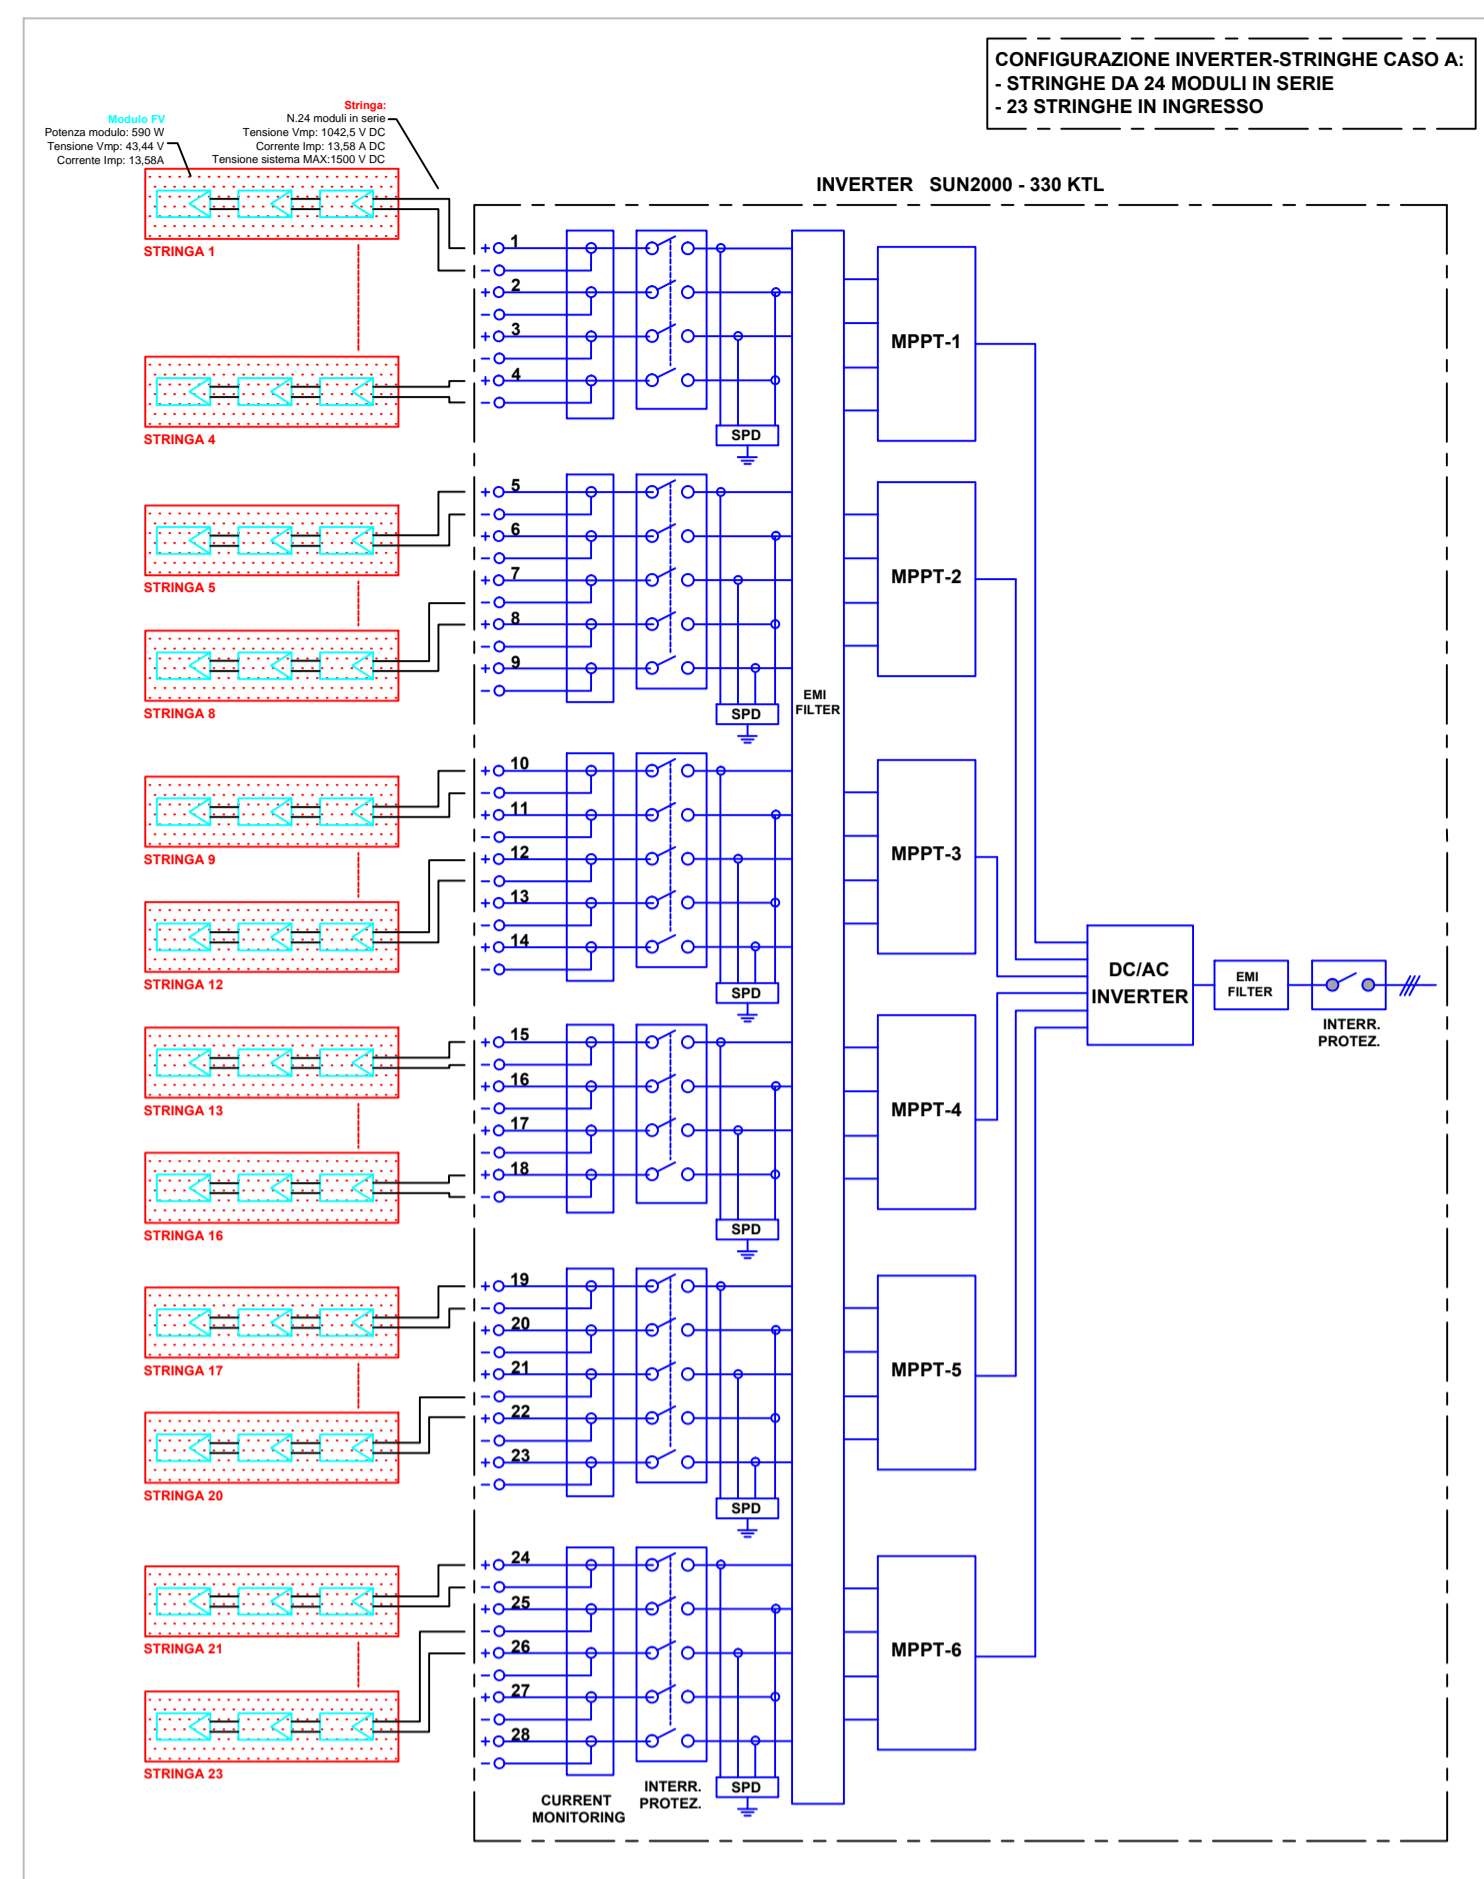 CONFIGURAZIONE INVERTER-STRINGHE CASO A:
- STRINGHE DA 24 MODULI IN SERIE
- 23 STRINGHE IN INGRESSO
Modulo FV
Potenza modulo: 590 W
Tensione Vmp: 43,44 V
Corrente Imp: 13,58A
Stringa:
N.24 moduli in serie
Tensione Vmp: 1042,5 V DC
Corrente Imp: 13,58 A DC
Tensione sistema MAX:1500 V DC
INVERTER SUN2000 - 330 KTL
STRINGA 1
STRINGA 4
STRINGA 5
STRINGA 8
STRINGA 9
STRINGA 12
STRINGA 13
STRINGA 16
STRINGA 17
STRINGA 20
STRINGA 21
STRINGA 23
+ 1
-
+ 2
-
+ 3
-
+ 4
-
SPD
+ 5
-
+ 6
-
+ 7
-
+ 8
-
+ 9
-
SPD
+ 10
-
+ 11
-
+ 12
-
+ 13
-
+ 14
-
SPD
+ 15
-
+ 16
-
+ 17
-
+ 18
-
SPD
+ 19
-
+ 20
-
+ 21
-
+ 22
-
+ 23
-
SPD
+ 24
-
+ 25
-
+ 26
-
+ 27
-
+ 28
-
SPD
CURRENT
MONITORING
INTERR.
PROTEZ.
EMI
FILTER
MPPT-1
MPPT-2
MPPT-3
MPPT-4
MPPT-5
MPPT-6
DC/AC
INVERTER
EMI
FILTER
INTERR.
PROTEZ.